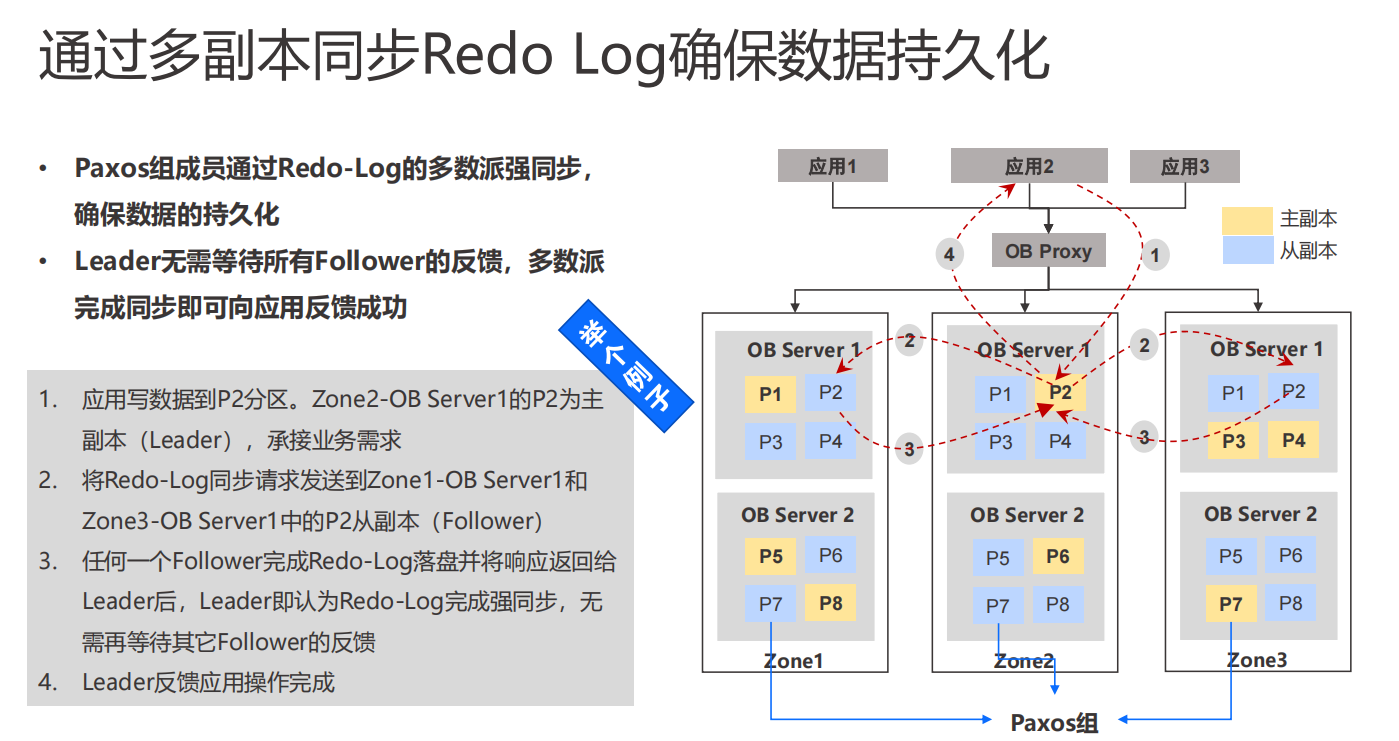 通过多副本同步Redo Log确保数据持久化
• Paxos组成员通过Redo-Log的多数派强同步，
确保数据的持久化
• Leader无需等待所有Follower的反馈，多数派
完成同步即可向应用反馈成功
举个例子
1. 应用写数据到P2分区。Zone2-OB Server1的P2为主
副本（Leader），承接业务需求
2. 将Redo-Log同步请求发送到Zone1-OB Server1和
Zone3-OB Server1中的P2从副本（Follower）
3. 任何一个Follower完成Redo-Log落盘并将响应返回给
Leader后，Leader即认为Redo-Log完成强同步，无
需再等待其它Follower的反馈
4. Leader反馈应用操作完成
应用1
应用2
应用3
主副本
从副本
OB Proxy
4
1
2
2
3
3
OB Server 1
P1 P2
P3 P4
OB Server 2
P5 P6
P7 P8
Zone1
OB Server 1
P1 P2
P3 P4
OB Server 2
P5 P6
P7 P8
Zone2
OB Server 1
P1 P2
P3 P4
OB Server 2
P5 P6
P7 P8
Zone3
Paxos组